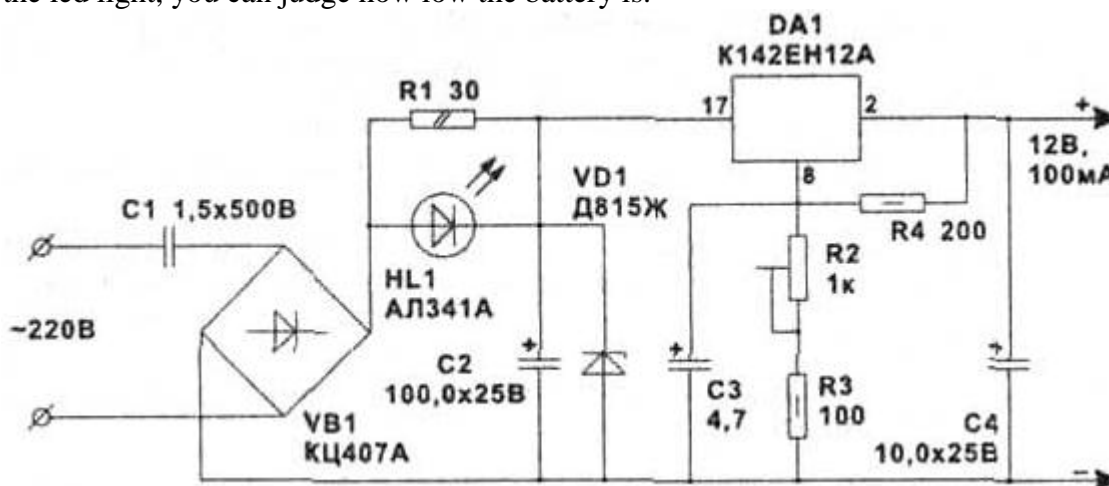 the led light, you can judge how low the battery is.
DA1
К142ЕН12А
R1 30
17
2
+
12В,
100мА
8
VD1
Д815Ж
C1 1,5x500В
R4 200
R2
1к
HL1
АЛ341А
~220В
+
C2
100,0x25В
+
C3
4,7
R3
100
+
C4
10,0x25В
VB1
КЦ407А
-